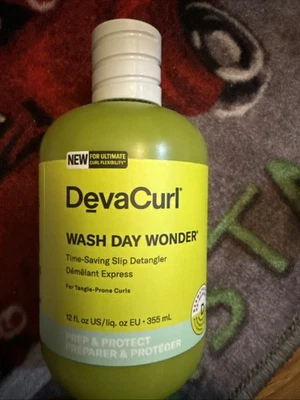 NEW FOR ULTIMATE
CURL FLEXIBILITY*
DevaCurl®
WASH DAY WONDER®
Time-Saving Slip Detangler
Démêlant Express
For Tangle-Prone Curls
12 fl. oz US/liq. oz EU • 355 mL
PREP & PROTECT
PRÉPARER & PROTÉGER